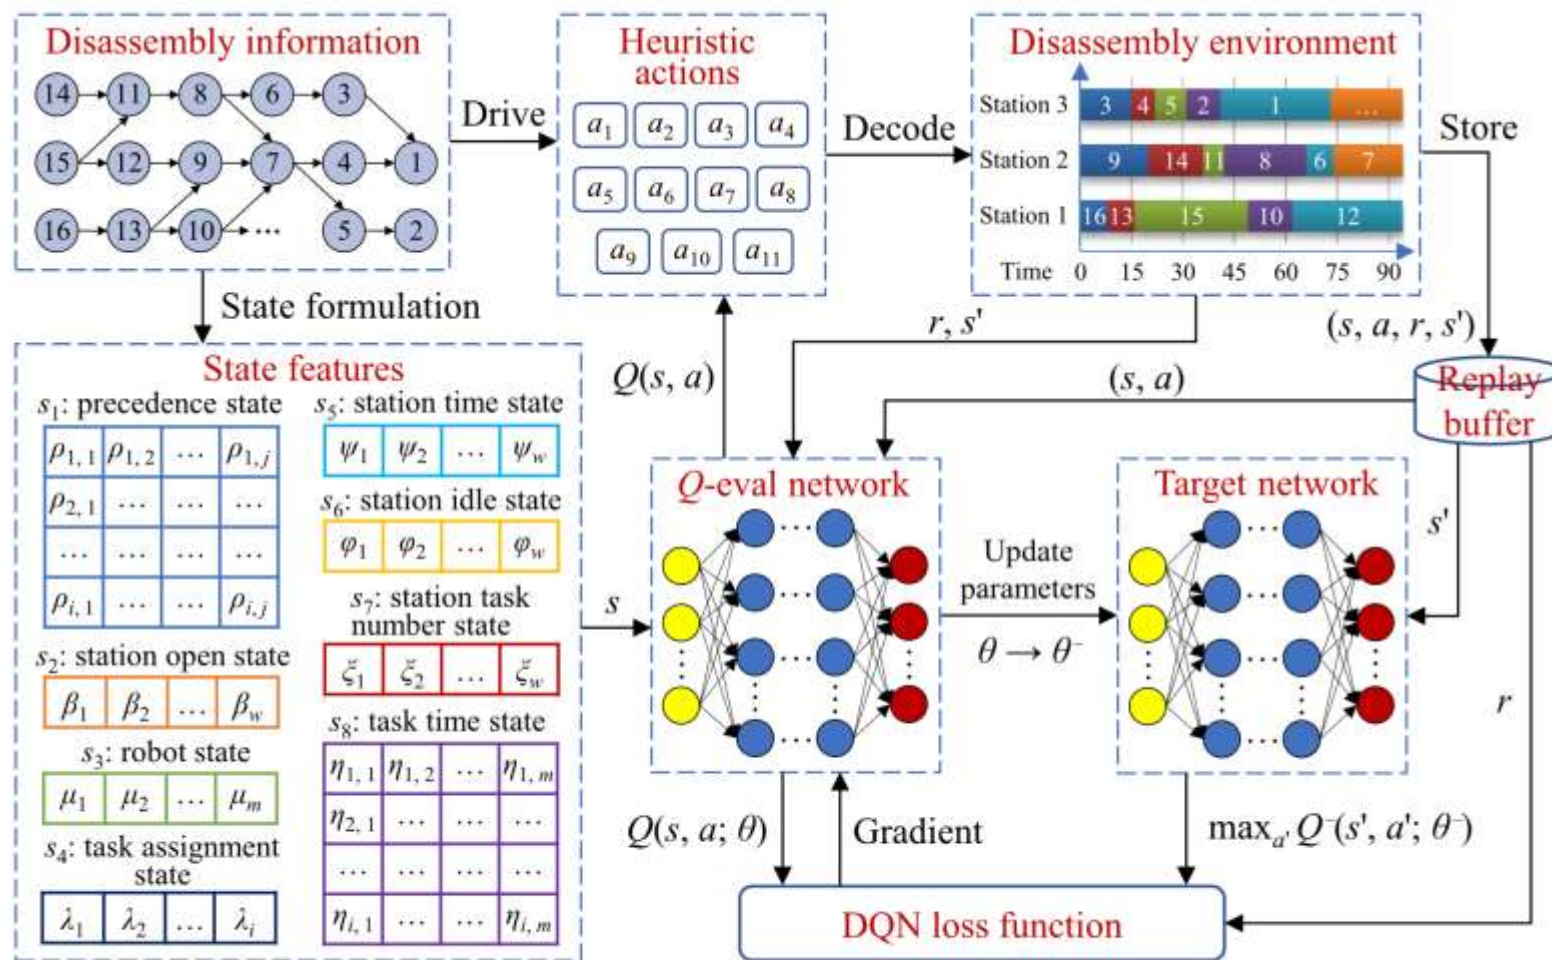 Disassembly information
14 11 8 6 3
15 12 9 7 4 1
16 13 10 ... 5 2
Drive
Heuristic
actions
a1 a2 a3 a4
a5 a6 a7 a8
a9 a10 a11
Decode
Disassembly environment
Station 3 3 4 5 2 1 ...
Station 2 9 14 11 8 6 7
Station 1 16 13 15 10 12
Time 0 15 30 45 60 75 90
Store
State formulation
r, s'
(s, a, r, s')
Q(s, a)
(s, a)
Replay
buffer
State features
s1: precedence state
ρ1, 1 ρ1, 2 ... ρ1, j
ρ2, 1 ... ... ...
... ... ... ...
ρi, 1 ... ... ρi, j
s2: station open state
β1 β2 ... βw
s3: robot state
μ1 μ2 ... μm
s4: task assignment
state
λ1 λ2 ... λi
s5: station time state
ψ1 ψ2 ... ψw
s6: station idle state
φ1 φ2 ... φw
s7: station task
number state
ξ1 ξ2 ... ξw
s8: task time state
η1, 1 η1, 2 ... η1, m
η2, 1 ... ... ...
... ... ... ...
ηi, 1 ... ... ηi, m
s
Q-eval network
Update
parameters
θ → θ⁻
Target network
s'
r
Q(s, a; θ)
Gradient
maxa' Q⁻(s', a'; θ⁻)
DQN loss function